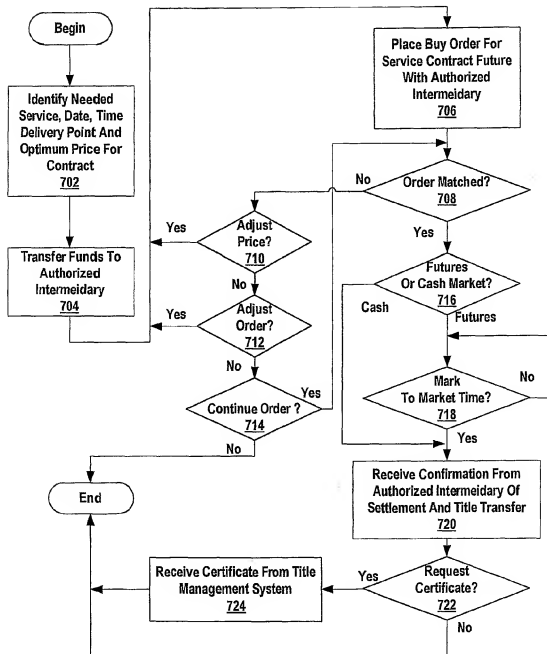 Begin
Identify Needed
Service, Date, Time
Delivery Point And
Optimum Price For
Contract
702
Transfer Funds To
Authorized
Intermeidary
704
Place Buy Order For
Service Contract Future
With Authorized
Intermeidary
706
Order Matched?
708
No
Yes
Adjust
Price?
710
Yes
No
Adjust
Order?
712
Yes
No
Continue Order ?
714
Yes
No
Futures
Or Cash Market?
716
Cash
Futures
Mark
To Market Time?
718
No
Yes
Receive Confirmation From
Authorized Intermeidary Of
Settlement And Title Transfer
720
End
Request
Certificate?
722
Yes
No
Receive Certificate From Title
Management System
724